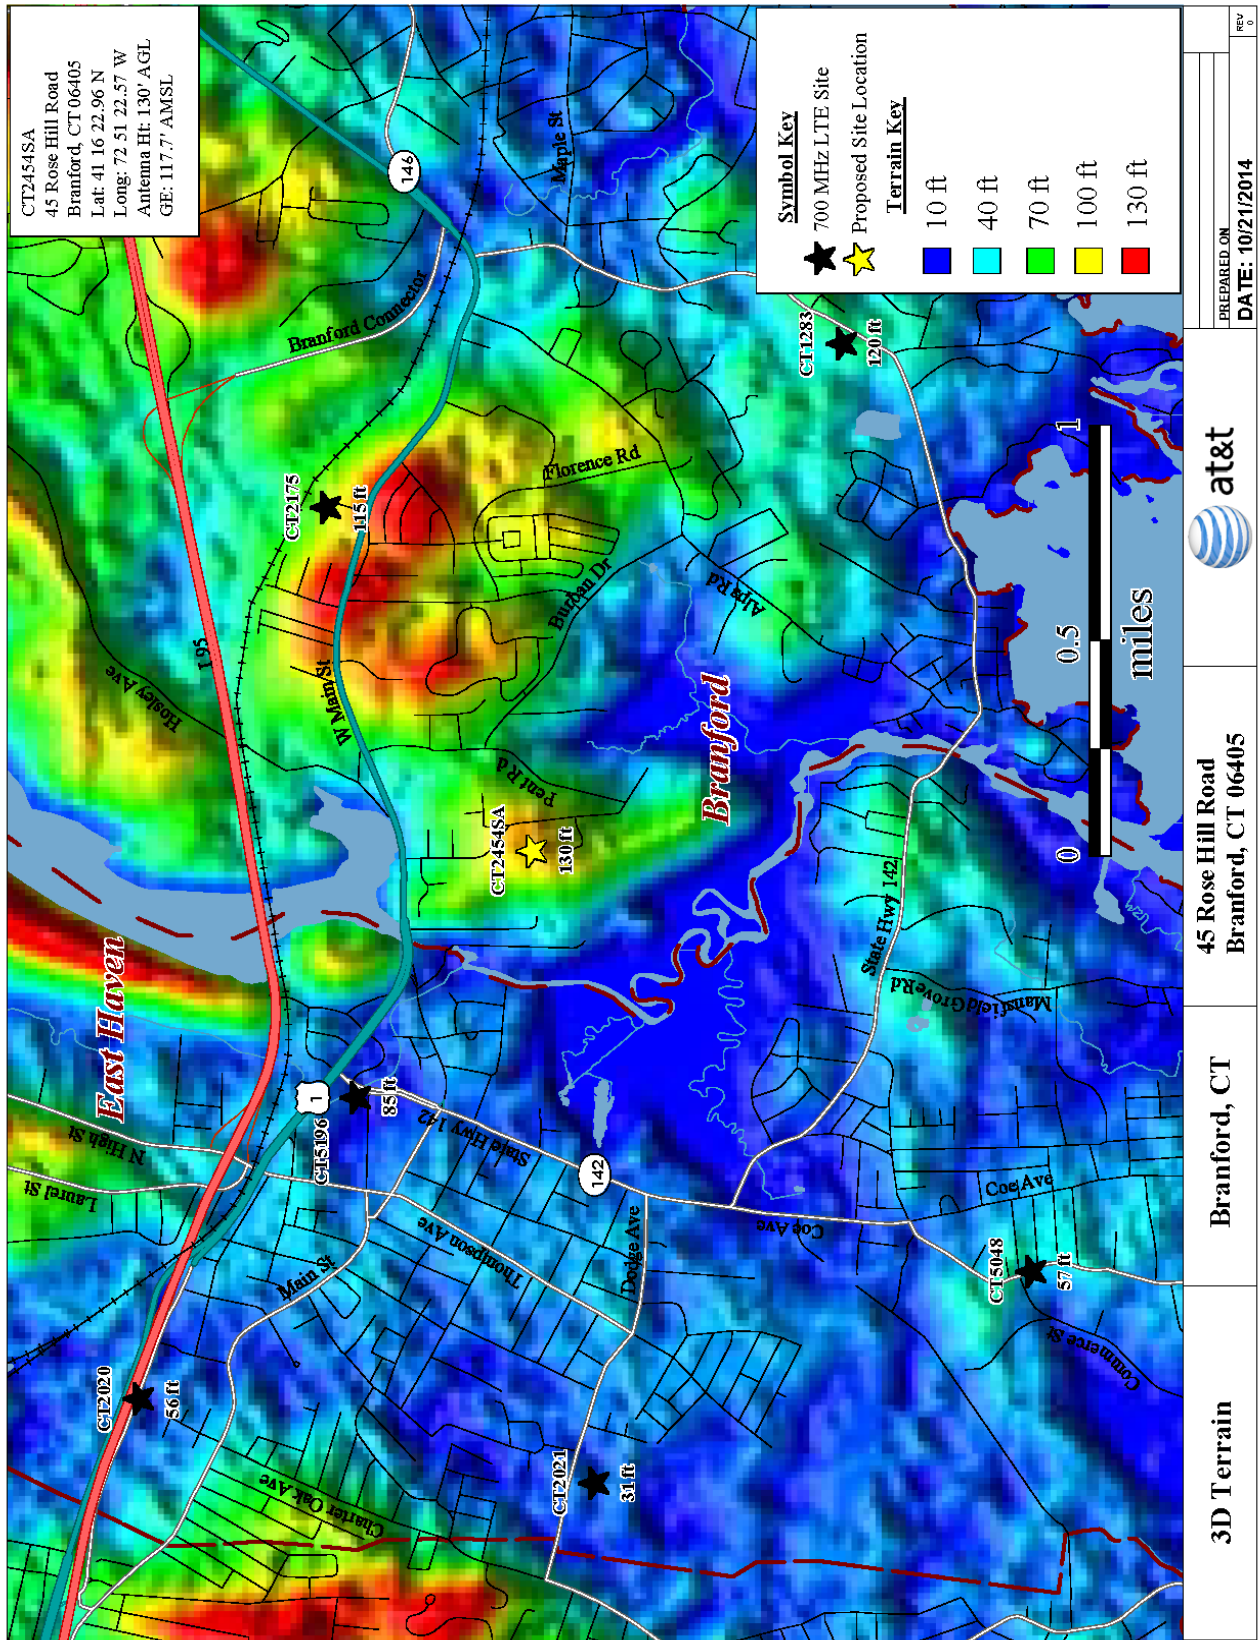 CT2454SA
45 Rose Hill Road
Branford, CT 06405
Lat: 41 16 22.96 N
Long: 72 51 22.57 W
Antenna Ht: 130' AGL
GE: 117.7' AMSL
Symbol Key
700 MHz LTE Site
Proposed Site Location
Terrain Key
10 ft
40 ft
70 ft
100 ft
130 ft
146
Maple St
Branford Connector
CT1283
120 ft
CT2175
115 ft
Florence Rd
I 95
Hosley Ave
W Main St
Burban Dr
Alps Rd
Pent Rd
CT2454SA
130 ft
Branford
East Haven
State Hwy 142
Mansfield Grove Rd
N High St
Laurel St
1
CT5196
85 ft
State Hwy 142
142
Main St
Thompson Ave
Dodge Ave
Coe Ave
Coe Ave
CT5048
57 ft
Commerce St
CT2020
56 ft
CT2021
31 ft
Charter Oak Ave
0
0.5
1
miles
3D Terrain
Branford, CT
45 Rose Hill Road
Branford, CT 06405
at&t
PREPARED ON
DATE: 10/21/2014
REV
0